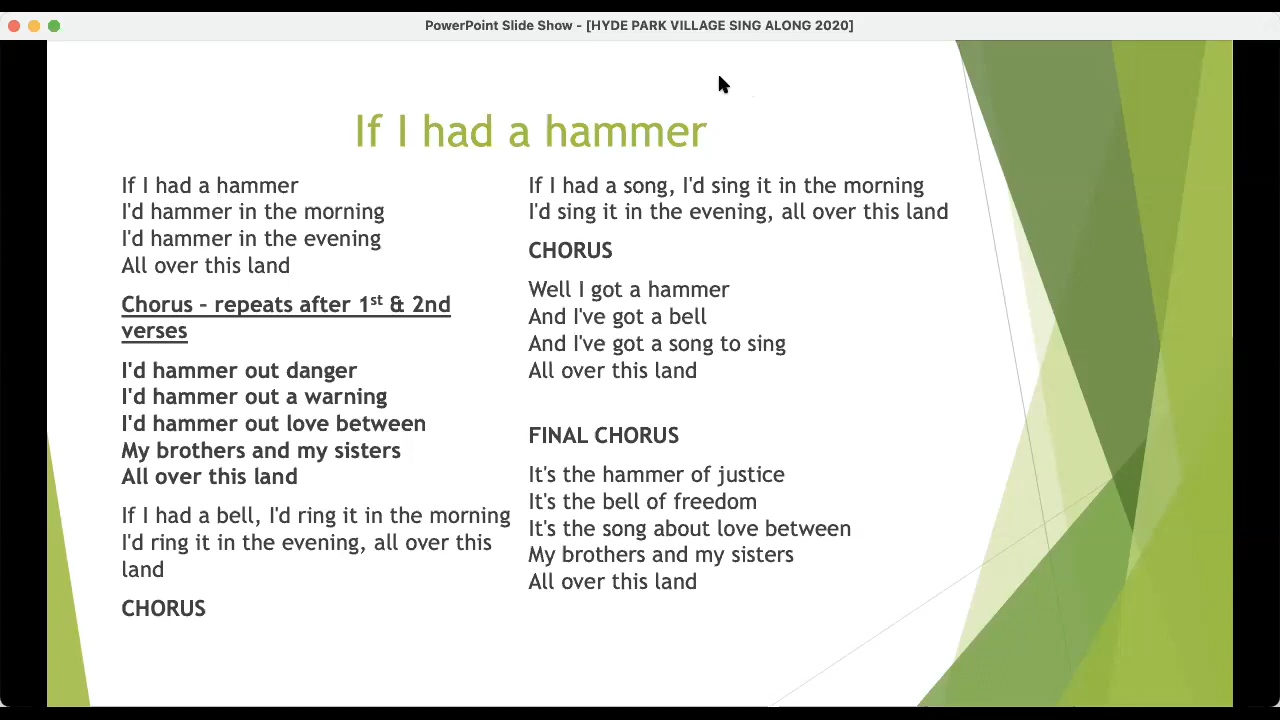 PowerPoint Slide Show - [HYDE PARK VILLAGE SING ALONG 2020]
If I had a hammer
If I had a hammer
I'd hammer in the morning
I'd hammer in the evening
All over this land
Chorus – repeats after 1st & 2nd
verses
I'd hammer out danger
I'd hammer out a warning
I'd hammer out love between
My brothers and my sisters
All over this land
If I had a bell, I'd ring it in the morning
I'd ring it in the evening, all over this
land
CHORUS
If I had a song, I'd sing it in the morning
I'd sing it in the evening, all over this land
CHORUS
Well I got a hammer
And I've got a bell
And I've got a song to sing
All over this land
FINAL CHORUS
It's the hammer of justice
It's the bell of freedom
It's the song about love between
My brothers and my sisters
All over this land